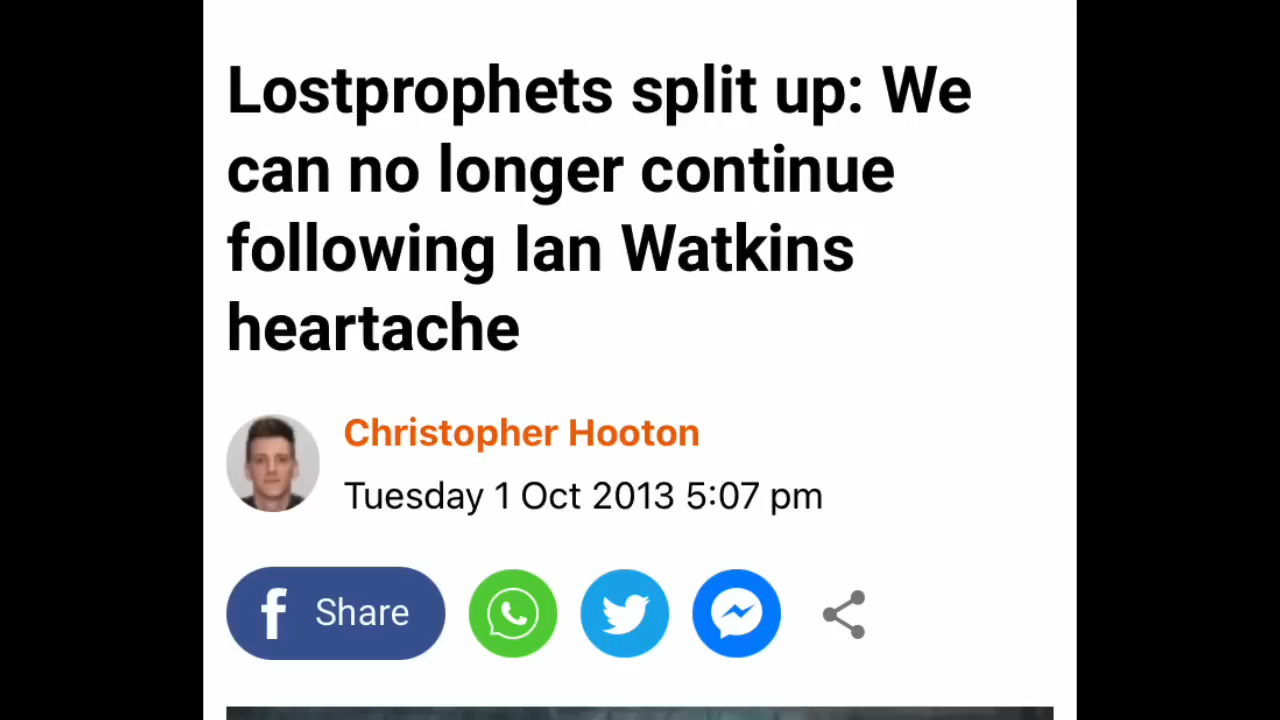 Lostprophets split up: We
can no longer continue
following Ian Watkins
heartache
Christopher Hooton
Tuesday 1 Oct 2013 5:07 pm
f Share